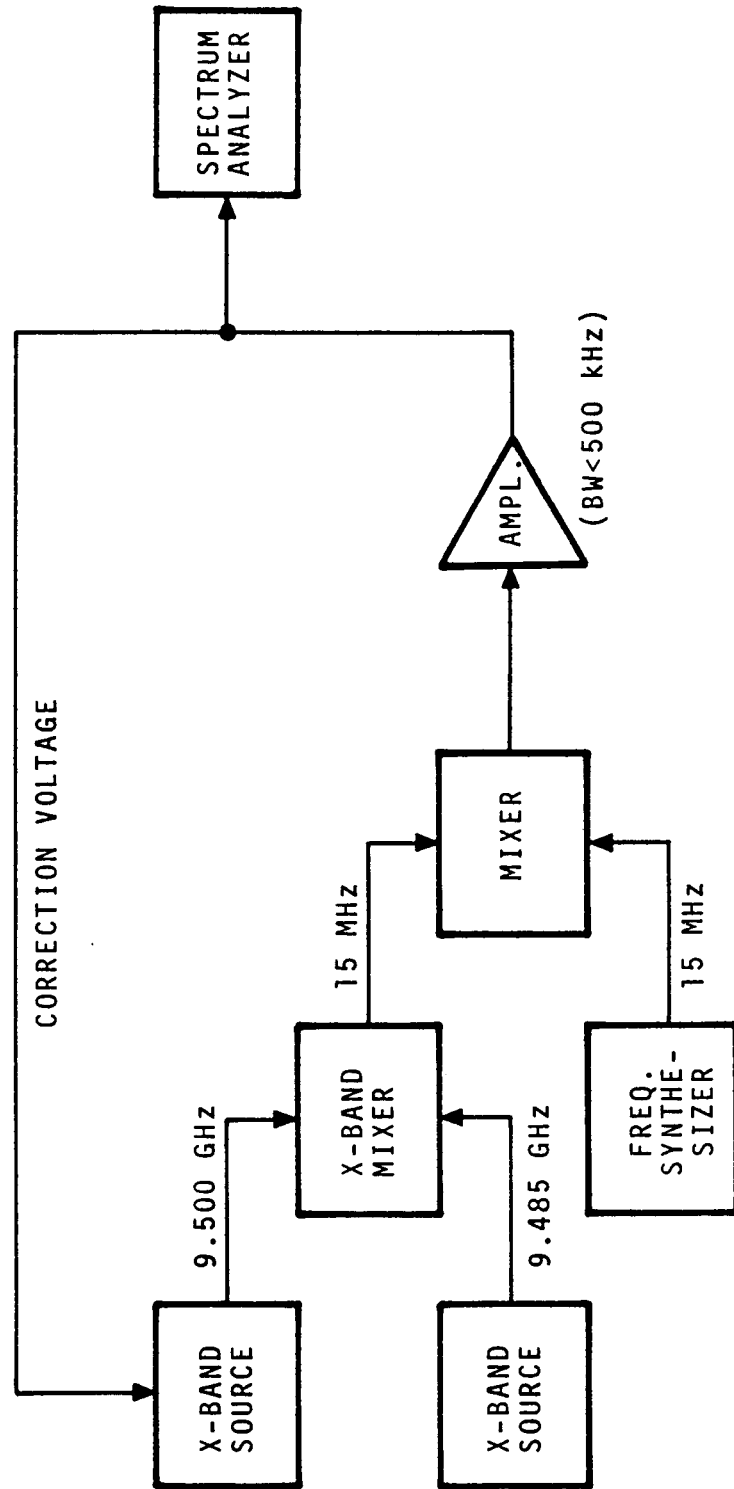 CORRECTION VOLTAGE
X-BAND
SOURCE
9.500 GHz
X-BAND
MIXER
15 MHz
MIXER
AMPL.
(BW<500 kHz)
SPECTRUM
ANALYZER
X-BAND
SOURCE
9.485 GHz
FREQ.
SYNTHE-
SIZER
15 MHz